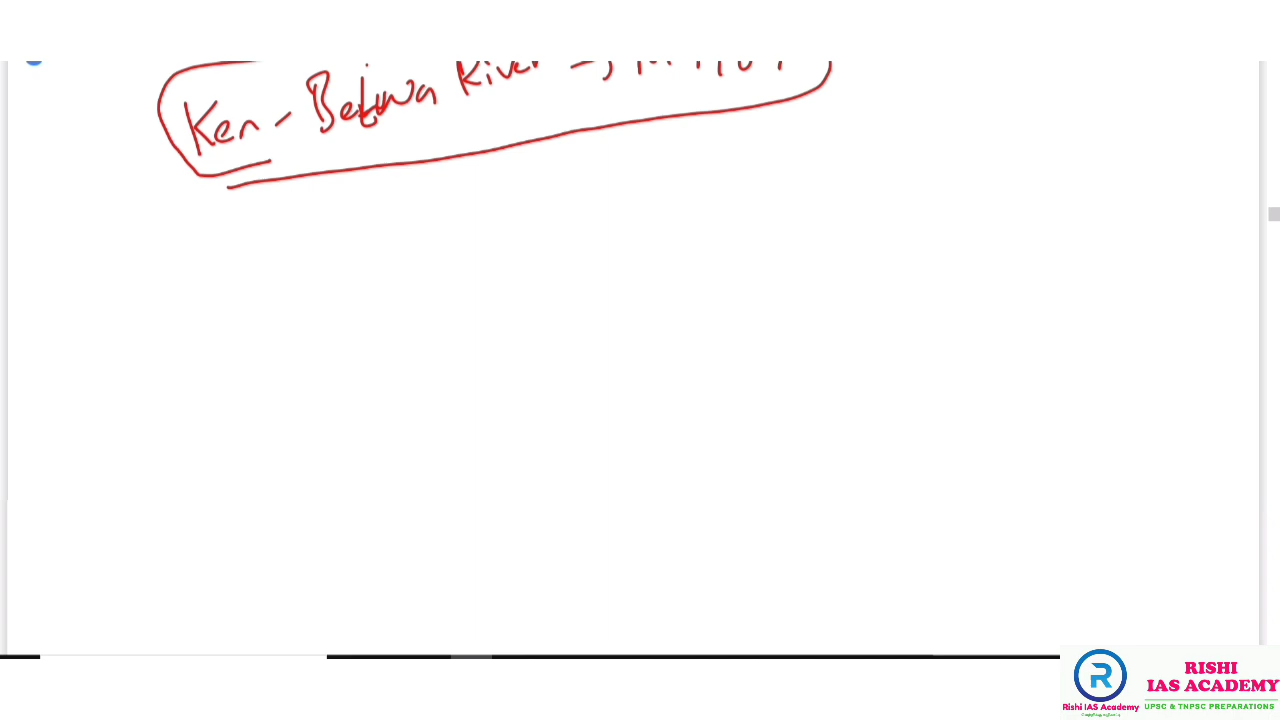 Ken - Betwa River
RISHI
IAS ACADEMY
Rishi IAS Academy
UPSC & TNPSC PREPARATIONS